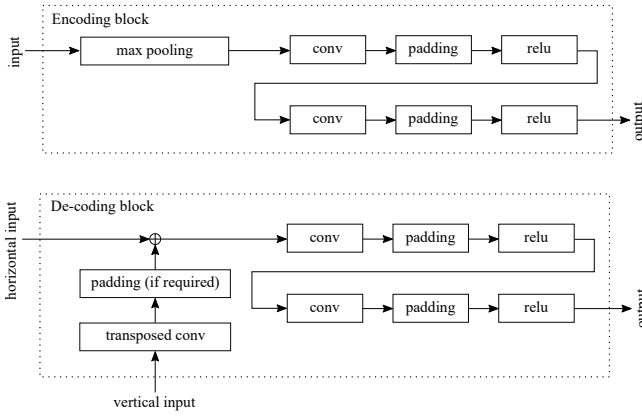 Encoding block
input
max pooling
conv
padding
relu
conv
padding
relu
output
De-coding block
horizontal input
conv
padding
relu
padding (if required)
conv
padding
relu
output
transposed conv
vertical input